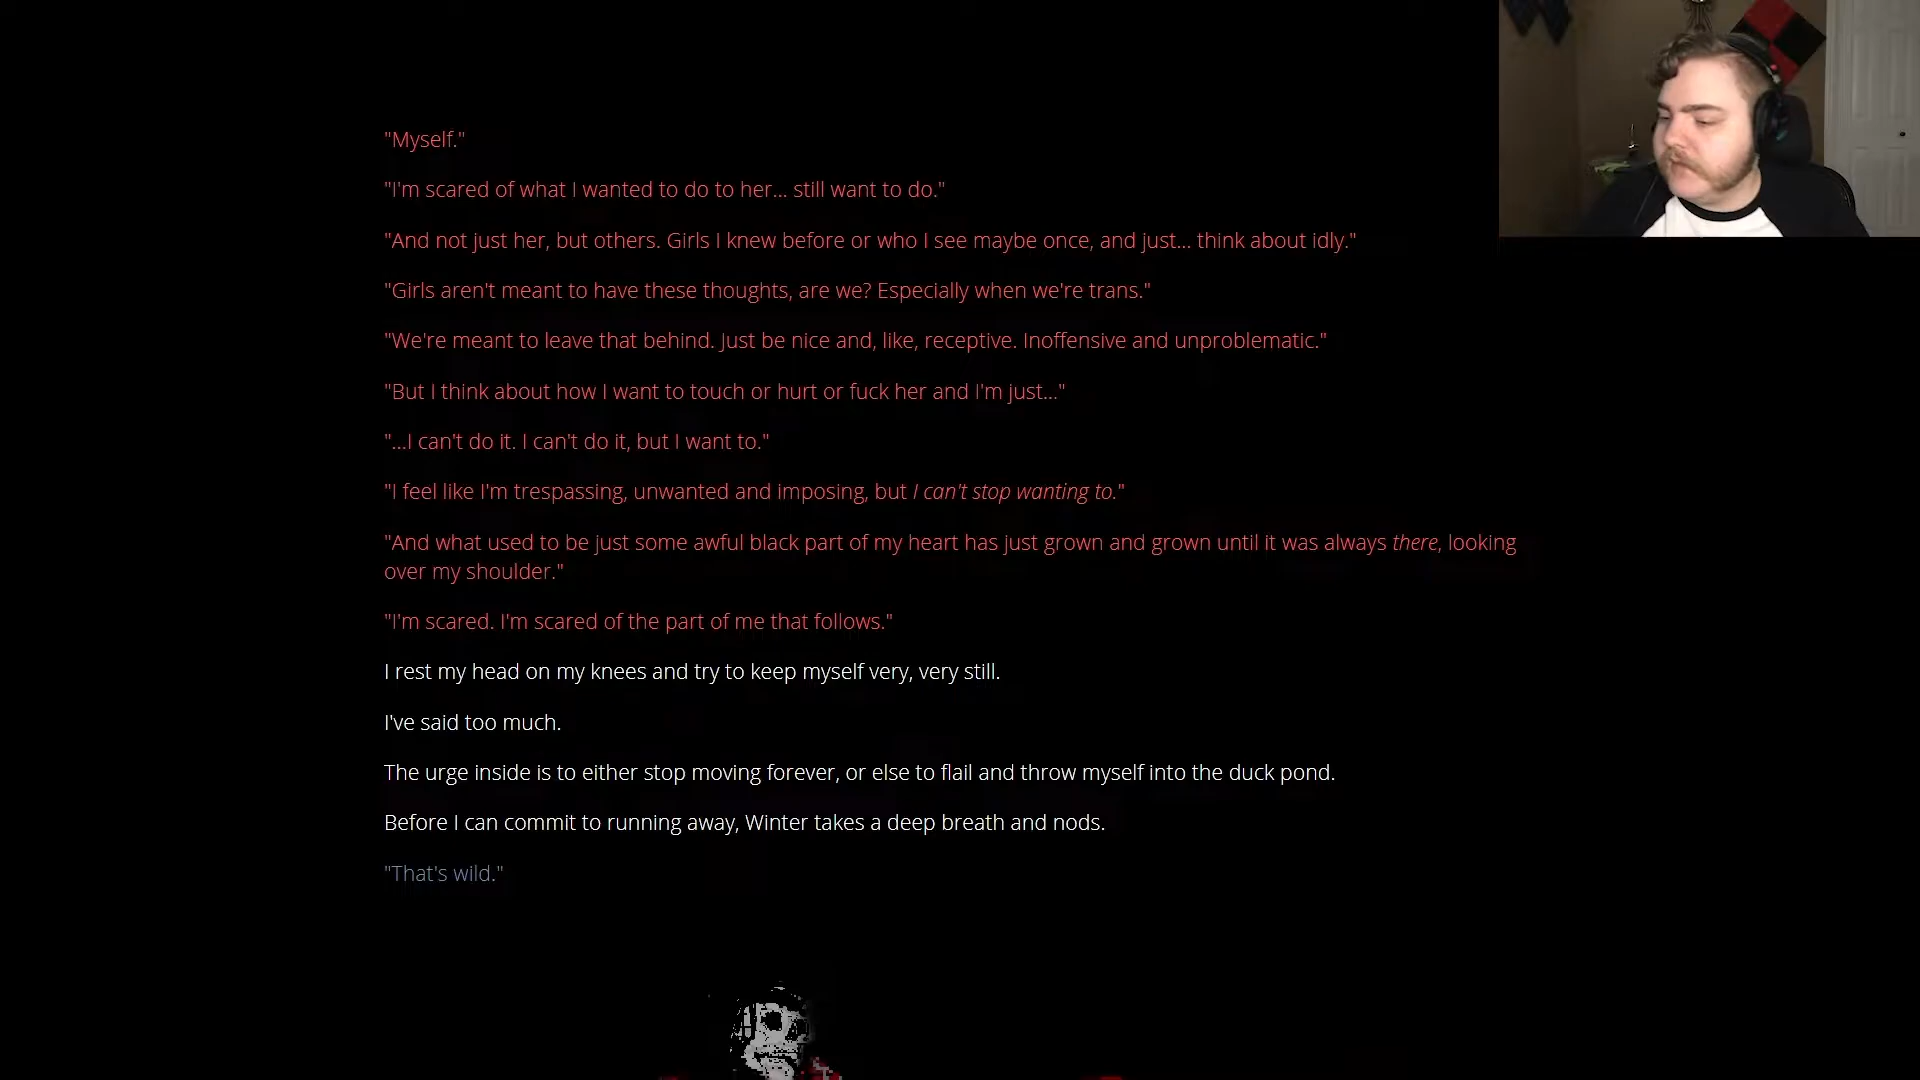 "Myself."
"I'm scared of what I wanted to do to her... still want to do."
"And not just her, but others. Girls I knew before or who I see maybe once, and just... think about idly."
"Girls aren't meant to have these thoughts, are we? Especially when we're trans."
"We're meant to leave that behind. Just be nice and, like, receptive. Inoffensive and unproblematic."
"But I think about how I want to touch or hurt or fuck her and I'm just..."
"...I can't do it. I can't do it, but I want to."
"I feel like I'm trespassing, unwanted and imposing, but I can't stop wanting to."
"And what used to be just some awful black part of my heart has just grown and grown until it was always there, looking
over my shoulder."
"I'm scared. I'm scared of the part of me that follows."
I rest my head on my knees and try to keep myself very, very still.
I've said too much.
The urge inside is to either stop moving forever, or else to flail and throw myself into the duck pond.
Before I can commit to running away, Winter takes a deep breath and nods.
"That's wild."